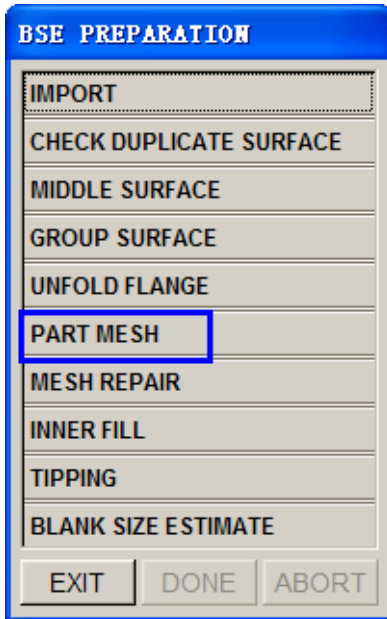 BSE PREPARATION
IMPORT
CHECK DUPLICATE SURFACE
MIDDLE SURFACE
GROUP SURFACE
UNFOLD FLANGE
PART MESH
MESH REPAIR
INNER FILL
TIPPING
BLANK SIZE ESTIMATE
EXIT DONE ABORT